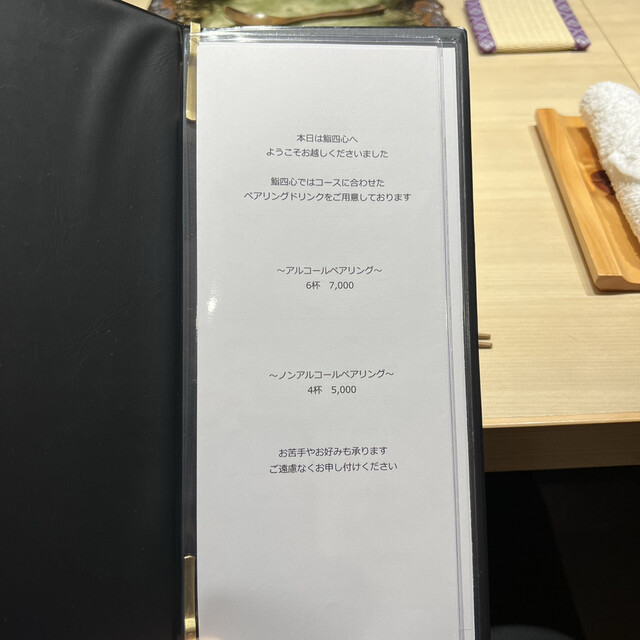 本日は鮨四心へ
ようこそお越しくださいました
鮨四心ではコースに合わせた
ペアリングドリンクをご用意しております
～アルコールペアリング～
6杯 7,000
～ノンアルコールペアリング～
4杯 5,000
お苦手やお好みも承ります
ご遠慮なくお申し付けください